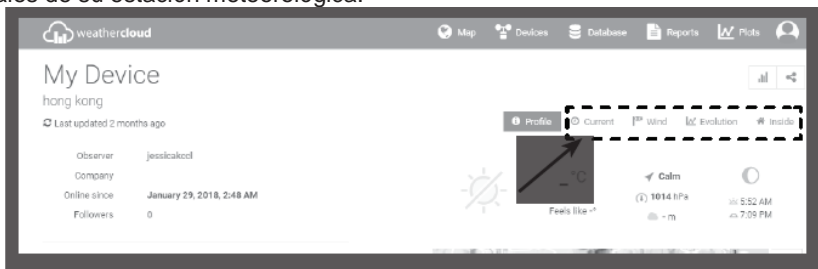 ales de su estación meteorológica.
weathercloud Map Devices Database Reports Plots
My Device
hong kong
Last updated 2 months ago
Profile Current Wind Evolution Inside
Observer jessicakcel
Company
Online since January 29, 2018, 2:48 AM
Followers 0
_°C
Feels like -°
Calm
1014 hPa
- m
5:52 AM
7:09 PM